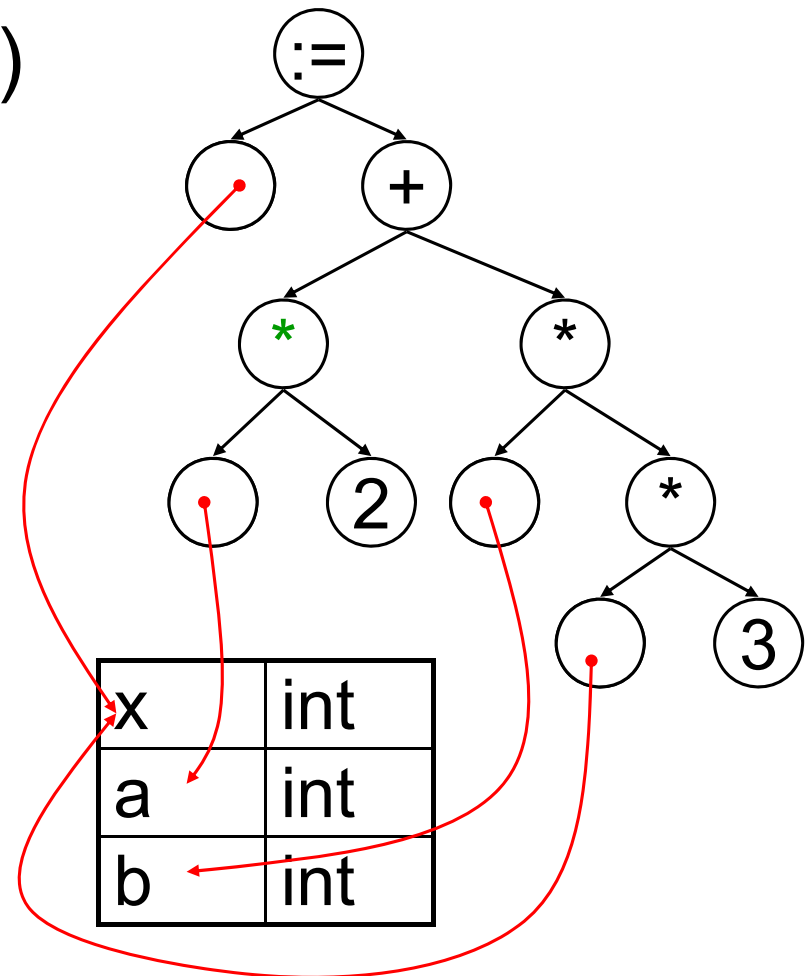 )
:=
+
* *
2 *
3
x int
a int
b int